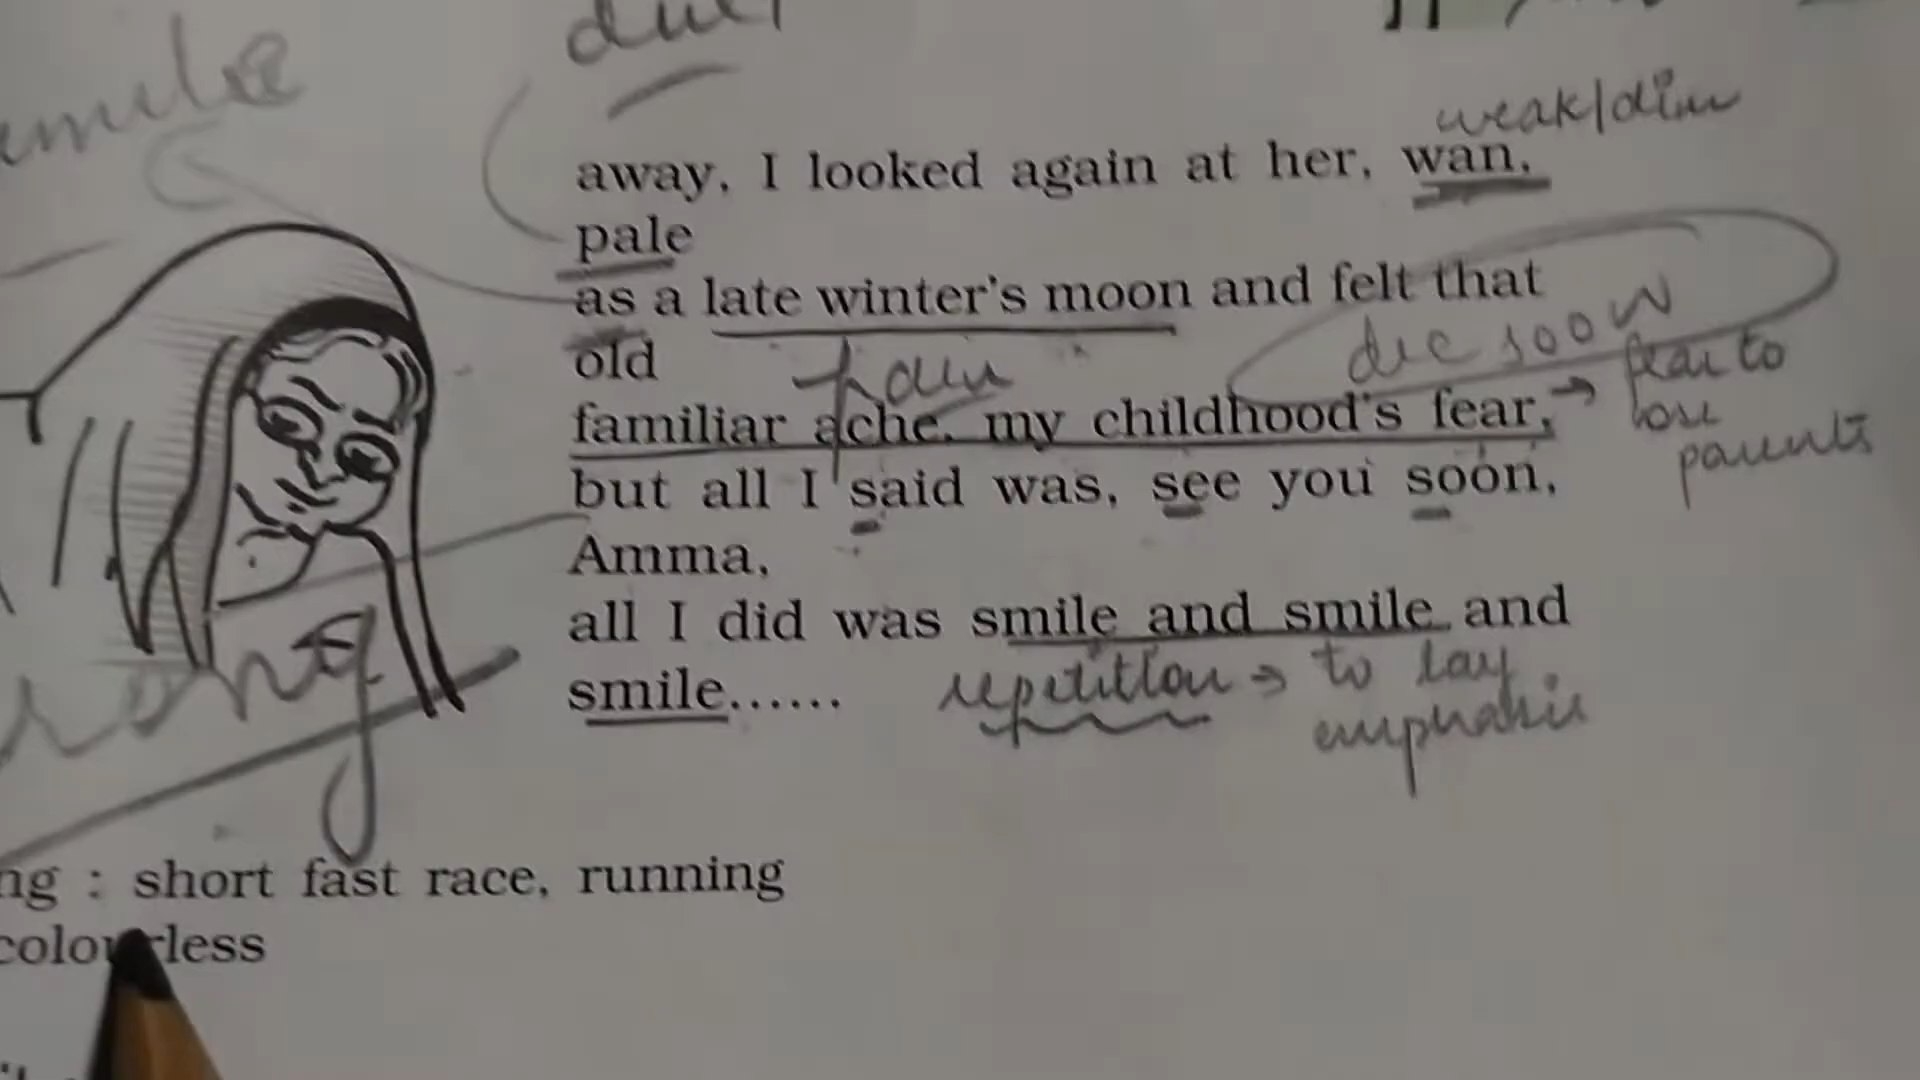 weak/dim
away, I looked again at her, wan,
pale
as a late winter's moon and felt that
old
pain
die soon
familiar ache, my childhood's fear,→ fear to
lose
parents
but all I said was, see you soon,
Amma,
all I did was smile and smile and
smile......
repetition → to lay
emphasis
ng : short fast race, running
colourless